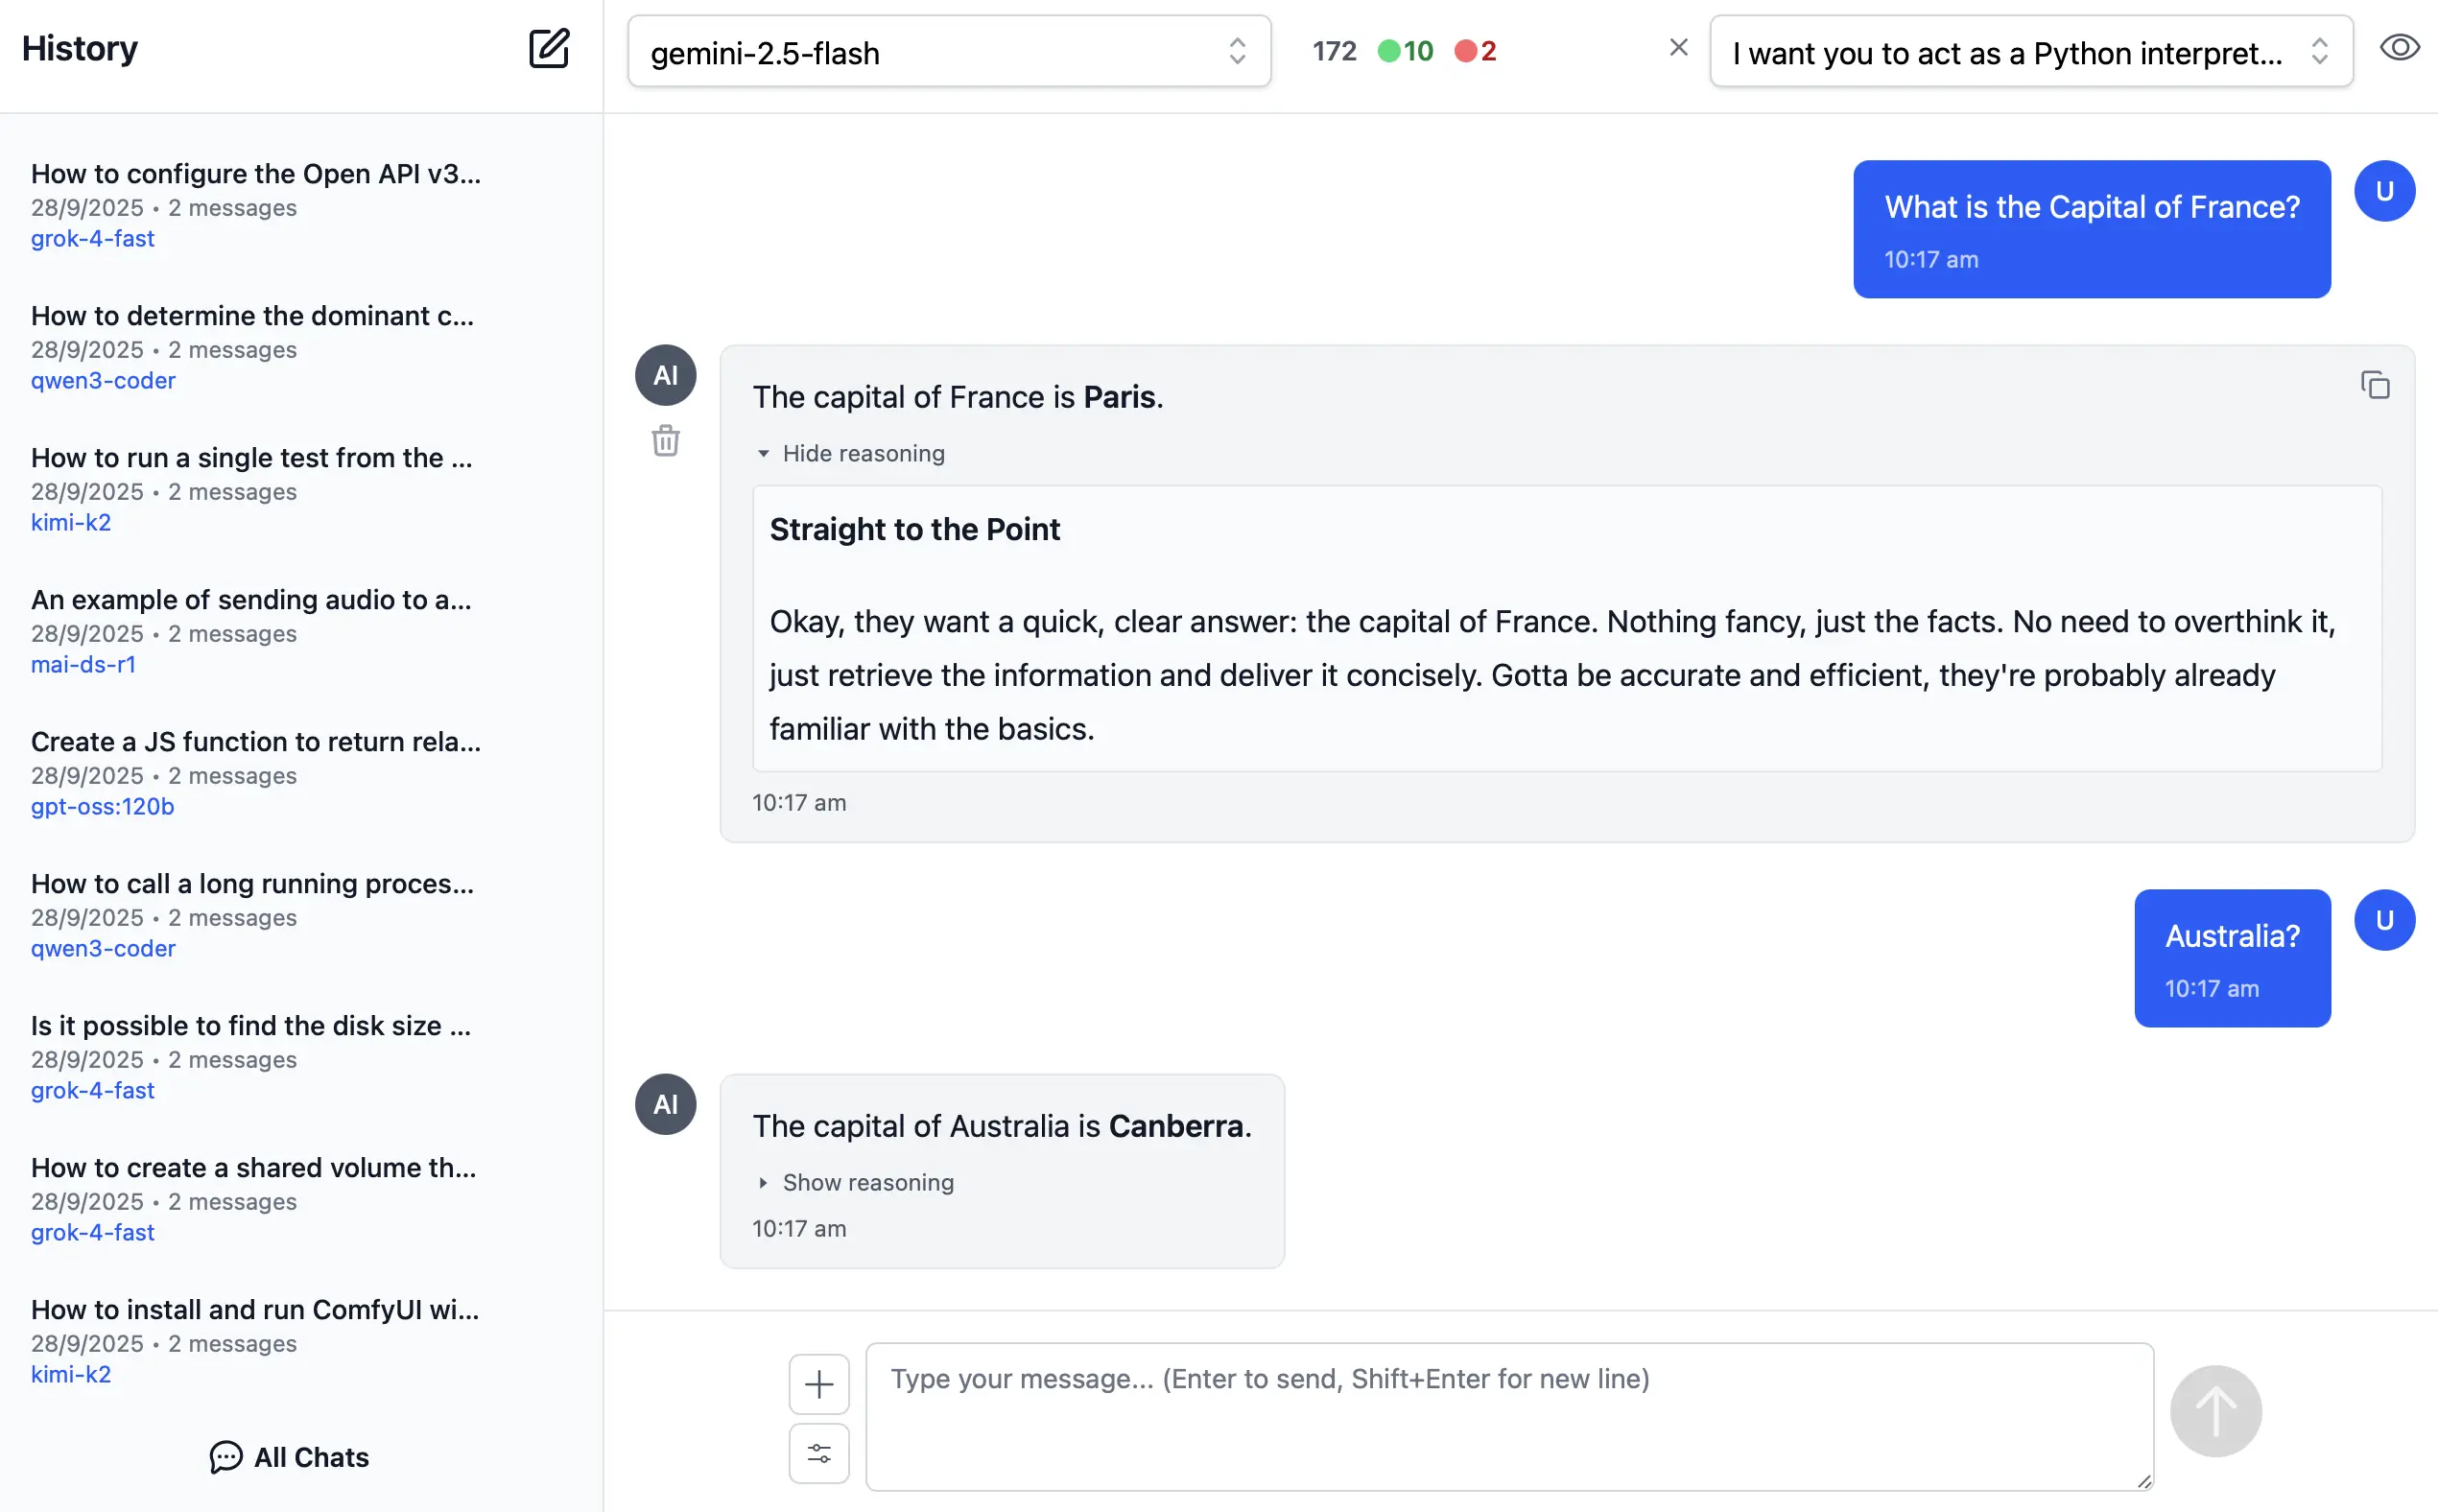 History
gemini-2.5-flash
172 10 2
I want you to act as a Python interpret...
How to configure the Open API v3...
28/9/2025 • 2 messages
grok-4-fast
How to determine the dominant c...
28/9/2025 • 2 messages
qwen3-coder
How to run a single test from the ...
28/9/2025 • 2 messages
kimi-k2
An example of sending audio to a...
28/9/2025 • 2 messages
mai-ds-r1
Create a JS function to return rela...
28/9/2025 • 2 messages
gpt-oss:120b
How to call a long running proces...
28/9/2025 • 2 messages
qwen3-coder
Is it possible to find the disk size ...
28/9/2025 • 2 messages
grok-4-fast
How to create a shared volume th...
28/9/2025 • 2 messages
grok-4-fast
How to install and run ComfyUI wi...
28/9/2025 • 2 messages
kimi-k2
All Chats
What is the Capital of France?
10:17 am
U
AI
The capital of France is Paris.
Hide reasoning
Straight to the Point
Okay, they want a quick, clear answer: the capital of France. Nothing fancy, just the facts. No need to overthink it,
just retrieve the information and deliver it concisely. Gotta be accurate and efficient, they're probably already
familiar with the basics.
10:17 am
Australia?
10:17 am
U
AI
The capital of Australia is Canberra.
Show reasoning
10:17 am
Type your message... (Enter to send, Shift+Enter for new line)